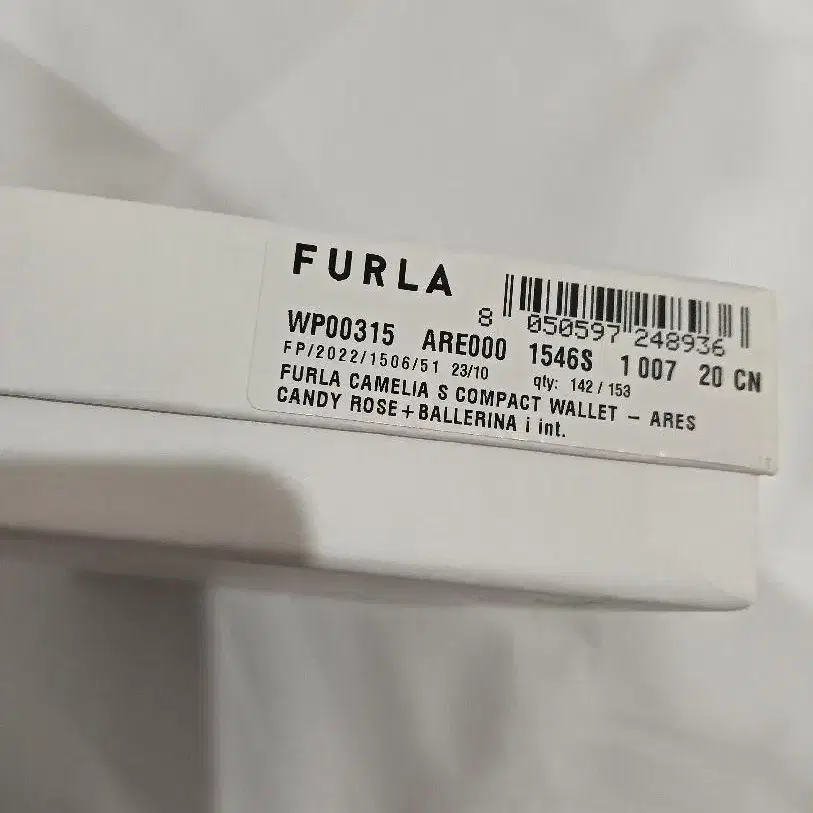 FURLA
8 050597 248936
WP00315 ARE000 1546S 1 007 20 CN
FP/2022/1506/51 23/10 qty: 142 / 153
FURLA CAMELIA S COMPACT WALLET – ARES
CANDY ROSE+BALLERINA i int.